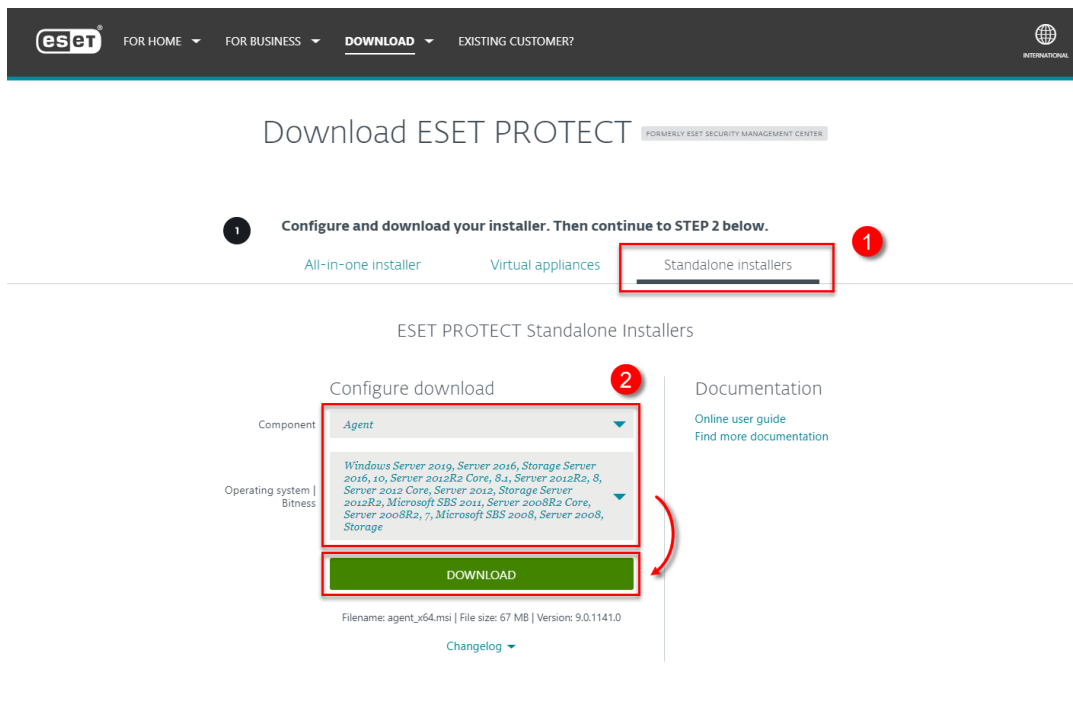 eset
FOR HOME
FOR BUSINESS
DOWNLOAD
EXISTING CUSTOMER?
INTERNATIONAL
Download ESET PROTECT
FORMERLY ESET SECURITY MANAGEMENT CENTER
1
Configure and download your installer. Then continue to STEP 2 below.
1
All-in-one installer
Virtual appliances
Standalone installers
ESET PROTECT Standalone Installers
Configure download
2
Documentation
Component
Agent
Online user guide
Find more documentation
Operating system |
Bitness
Windows Server 2019, Server 2016, Storage Server
2016, 10, Server 2012R2 Core, 8.1, Server 2012R2, 8,
Server 2012 Core, Server 2012, Storage Server
2012R2, Microsoft SBS 2011, Server 2008R2 Core,
Server 2008R2, 7, Microsoft SBS 2008, Server 2008,
Storage
DOWNLOAD
Filename: agent_x64.msi | File size: 67 MB | Version: 9.0.1141.0
Changelog